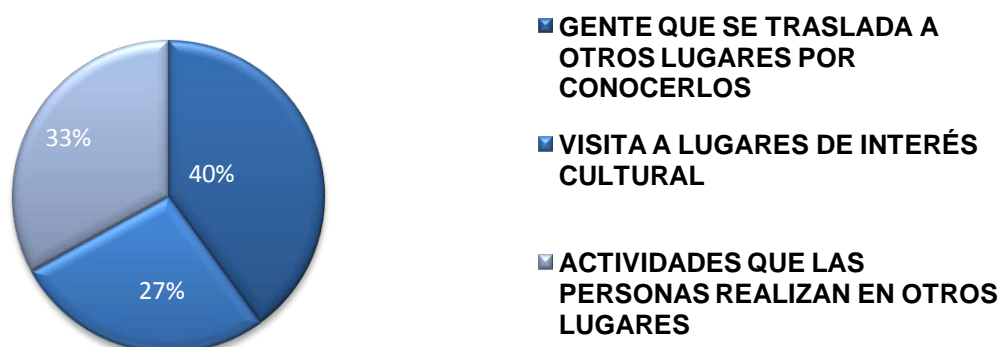 33%
40%
27%
GENTE QUE SE TRASLADA A
OTROS LUGARES POR
CONOCERLOS
VISITA A LUGARES DE INTERÉS
CULTURAL
ACTIVIDADES QUE LAS
PERSONAS REALIZAN EN OTROS
LUGARES